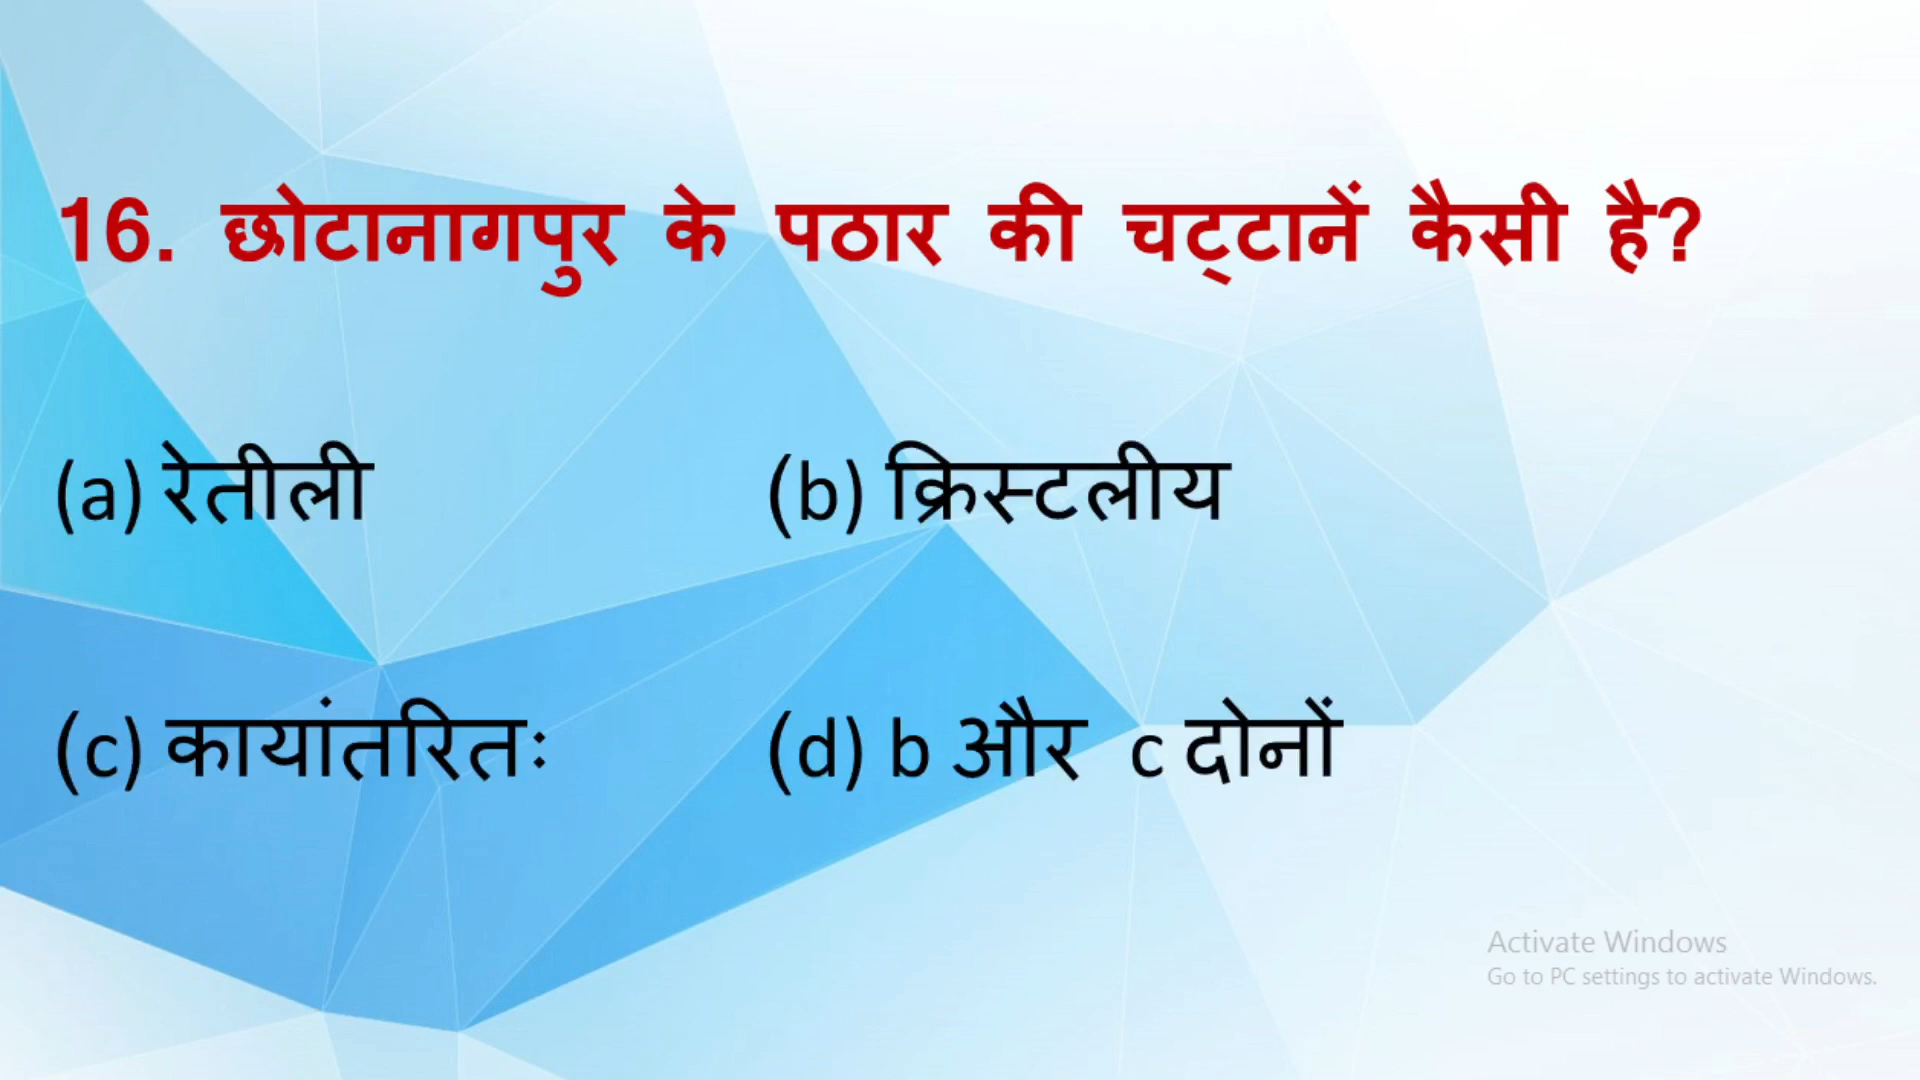 16. छोटानागपुर के पठार की चट्‌टानें कैसी है?
(a) रेतीली (b) क्रिस्टलीय
(c) कायांतरितः (d) b और c दोनों
Activate Windows
Go to PC settings to activate Windows.